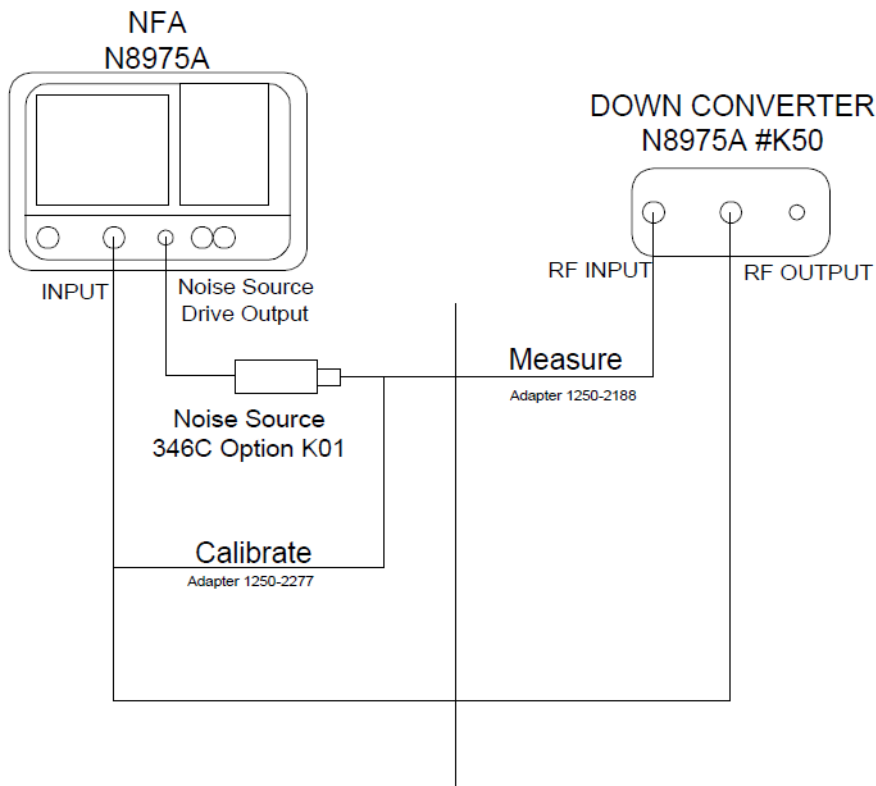 NFA
N8975A
DOWN CONVERTER
N8975A #K50
RF INPUT
RF OUTPUT
INPUT
Noise Source
Drive Output
Measure
Adapter 1250-2188
Noise Source
346C Option K01
Calibrate
Adapter 1250-2277